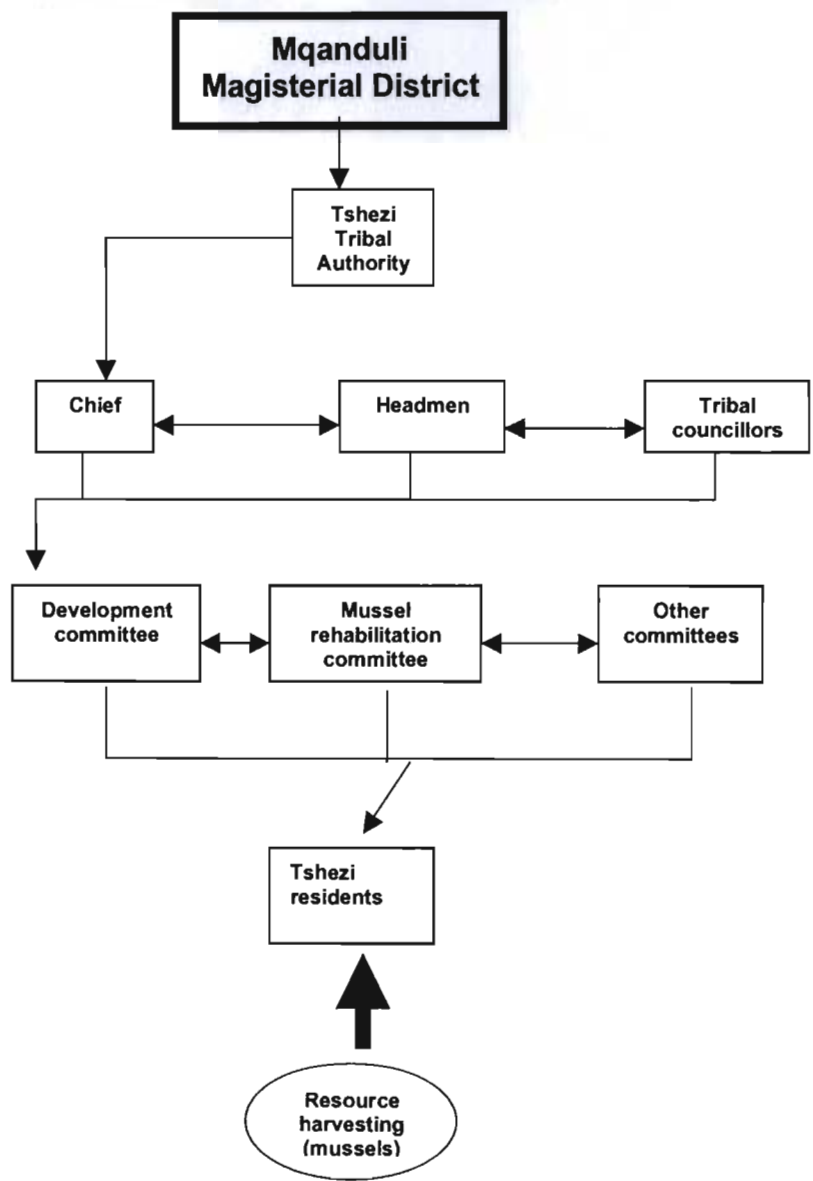 Mqanduli
Magisterial District
Tshezi
Tribal
Authority
Chief
Headmen
Tribal
councillors
Development
committee
Mussel
rehabilitation
committee
Other
committees
Tshezi
residents
Resource
harvesting
(mussels)